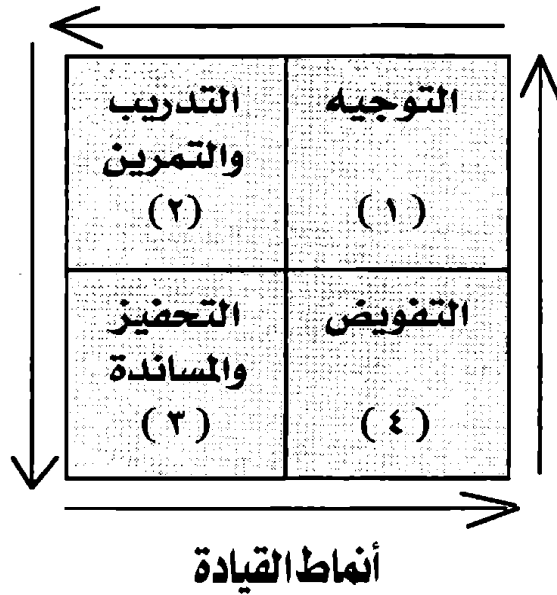 التوجيه
(١)
التدريب
والتمرين
(٢)
التحفيز
والمساندة
(٣)
التفويض
(٤)
أنماط القيادة